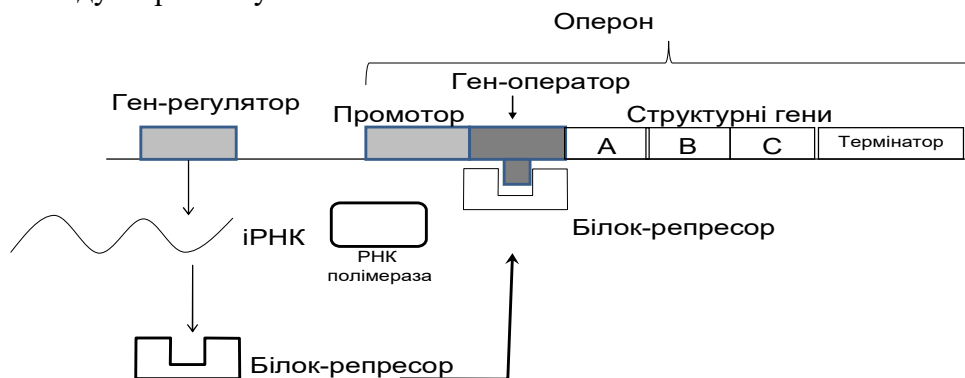 Оперон
Ген-оператор
Ген-регулятор
Промотор
Структурні гени
А
В
С
Термінатор
Білок-репресор
іРНК
РНК
полімераза
Білок-репресор